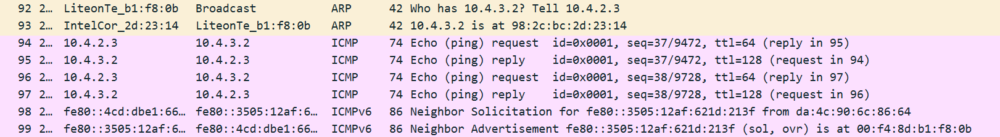 92 2… LiteonTe_b1:f8:0b Broadcast ARP 42 Who has 10.4.3.2? Tell 10.4.2.3
93 2… IntelCor_2d:23:14 LiteonTe_b1:f8:0b ARP 42 10.4.3.2 is at 98:2c:bc:2d:23:14
94 2… 10.4.2.3 10.4.3.2 ICMP 74 Echo (ping) request id=0x0001, seq=37/9472, ttl=64 (reply in 95)
95 2… 10.4.3.2 10.4.2.3 ICMP 74 Echo (ping) reply id=0x0001, seq=37/9472, ttl=128 (request in 94)
96 2… 10.4.2.3 10.4.3.2 ICMP 74 Echo (ping) request id=0x0001, seq=38/9728, ttl=64 (reply in 97)
97 2… 10.4.3.2 10.4.2.3 ICMP 74 Echo (ping) reply id=0x0001, seq=38/9728, ttl=128 (request in 96)
98 2… fe80::4cd:dbe1:66… fe80::3505:12af:6… ICMPv6 86 Neighbor Solicitation for fe80::3505:12af:621d:213f from da:4c:90:6c:86:64
99 2… fe80::3505:12af:6… fe80::4cd:dbe1:66… ICMPv6 86 Neighbor Advertisement fe80::3505:12af:621d:213f (sol, ovr) is at 00:f4:8d:b1:f8:0b